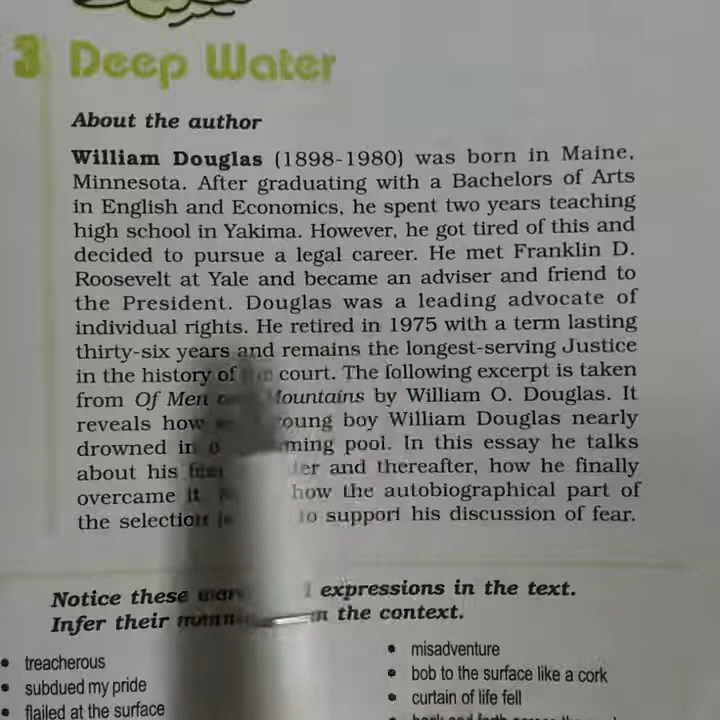 3 Deep Water
About the author
William Douglas (1898-1980) was born in Maine,
Minnesota. After graduating with a Bachelors of Arts
in English and Economics, he spent two years teaching
high school in Yakima. However, he got tired of this and
decided to pursue a legal career. He met Franklin D.
Roosevelt at Yale and became an adviser and friend to
the President. Douglas was a leading advocate of
individual rights. He retired in 1975 with a term lasting
thirty-six years and remains the longest-serving Justice
in the history of court. The following excerpt is taken
from Of Men Mountains by William O. Douglas. It
reveals how young boy William Douglas nearly
drowned in pool. In this essay he talks
about his and thereafter, how he finally
overcame it how the autobiographical part of
the selection to support his discussion of fear.
Notice these expressions in the text.
Infer their the context.
• treacherous
• subdued my pride
• flailed at the surface
• misadventure
• bob to the surface like a cork
• curtain of life fell